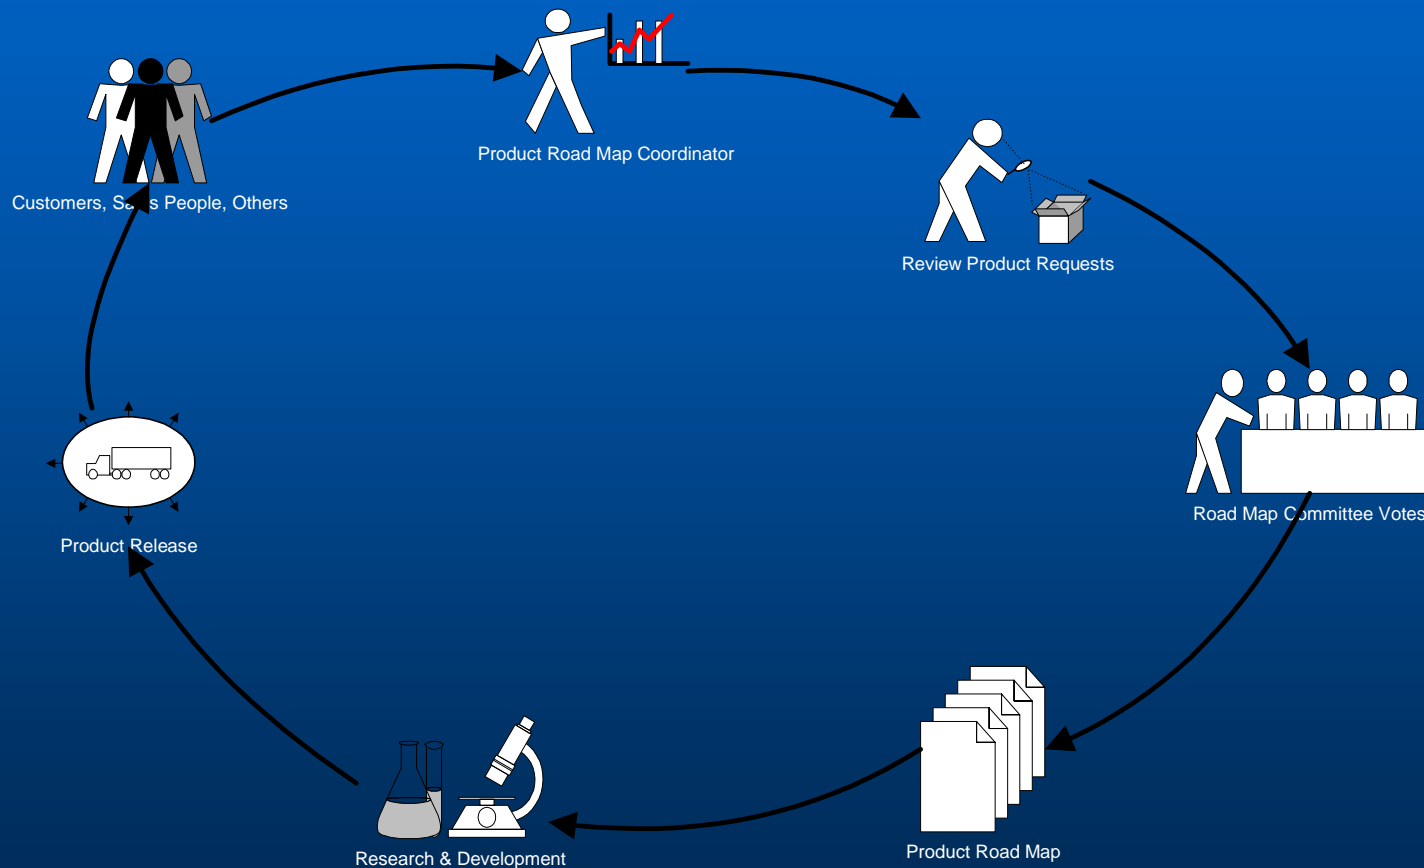 Product Road Map Coordinator
Customers, Sales People, Others
Review Product Requests
Road Map Committee Votes
Product Release
Product Road Map
Research & Development